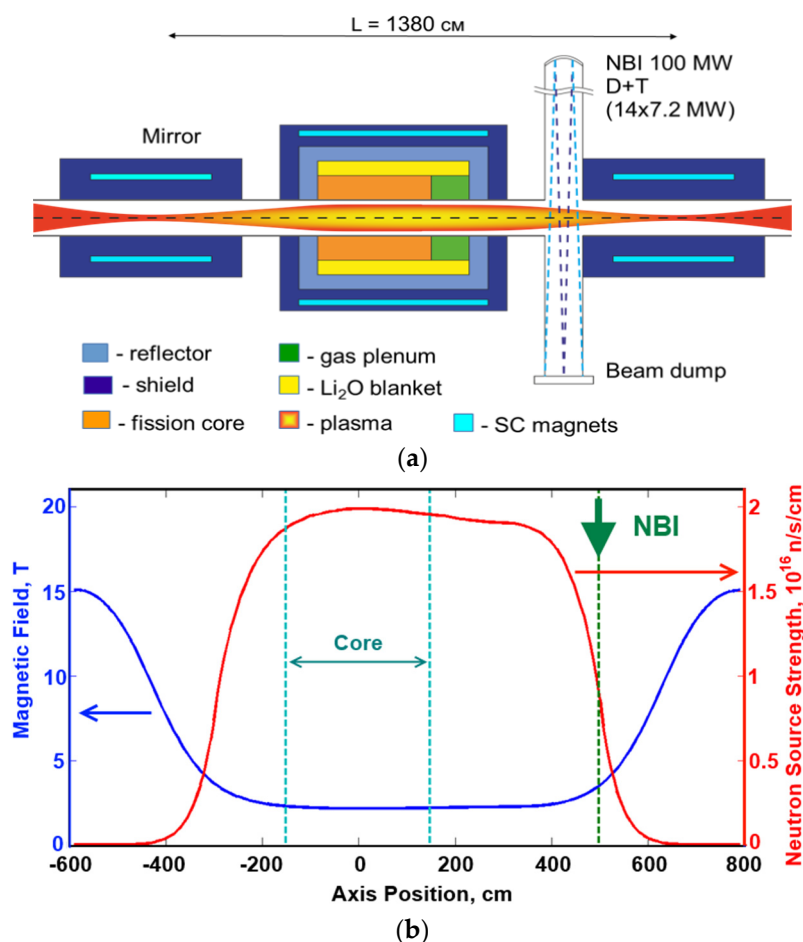 L = 1380 см
NBI 100 MW
D+T
(14x7.2 MW)
Mirror
Beam dump
- reflector
- gas plenum
- shield
- Li₂O blanket
- fission core
- plasma
- SC magnets
(a)
Magnetic Field, T
20
15
10
5
0
Core
NBI
2
1.5
1
0.5
0
Neutron Source Strength, 10¹⁶ n/s/cm
-600
-400
-200
0
200
400
600
800
Axis Position, cm
(b)